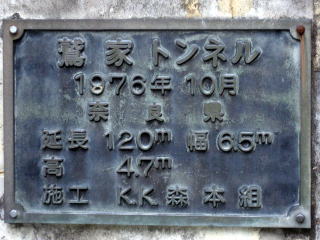 鷲家トンネル
1976年10月
奈良県
延長 120m 幅 6.5m
高 4.7m
施工 K.K.森本組